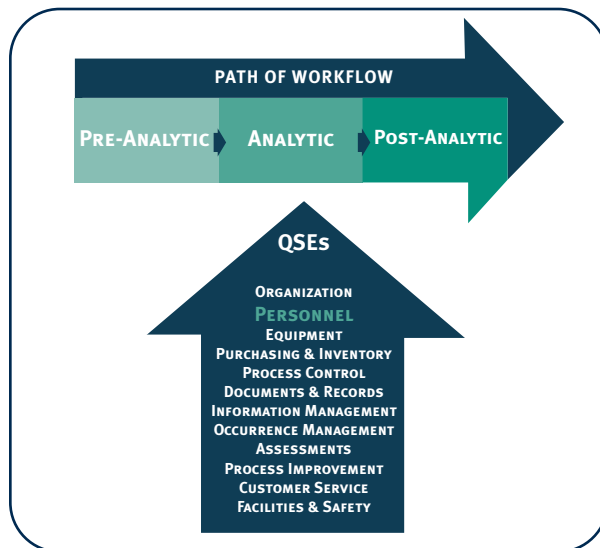 PATH OF WORKFLOW
PRE-ANALYTIC ANALYTIC POST-ANALYTIC
QSEs
ORGANIZATION
PERSONNEL
EQUIPMENT
PURCHASING & INVENTORY
PROCESS CONTROL
DOCUMENTS & RECORDS
INFORMATION MANAGEMENT
OCCURRENCE MANAGEMENT
ASSESSMENTS
PROCESS IMPROVEMENT
CUSTOMER SERVICE
FACILITIES & SAFETY